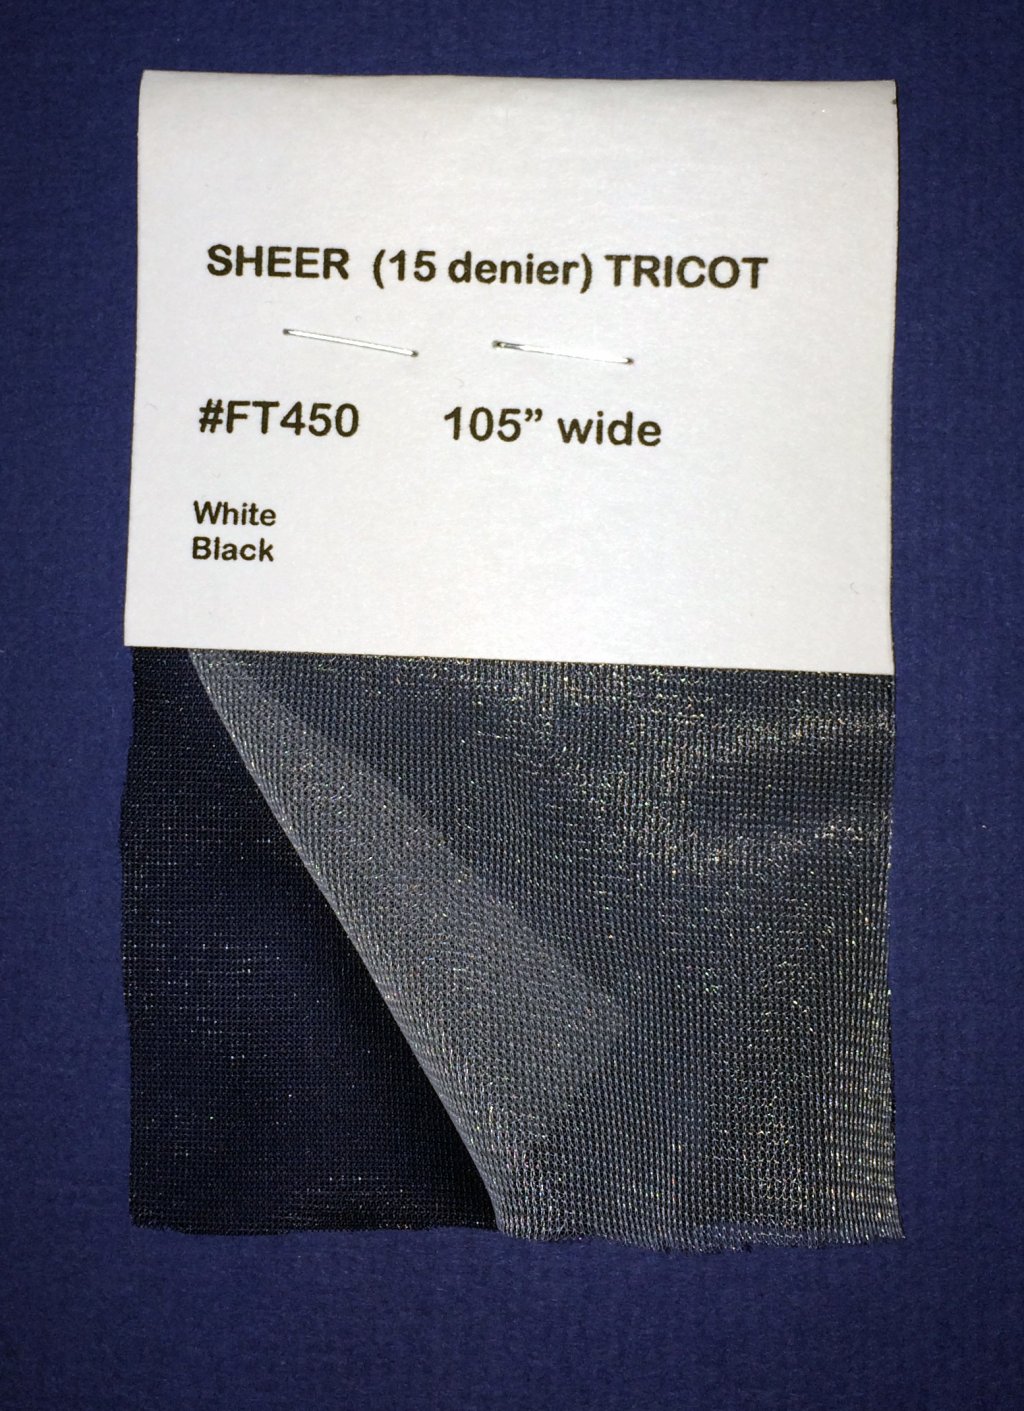 SHEER (15 denier) TRICOT
#FT450 105” wide
White
Black